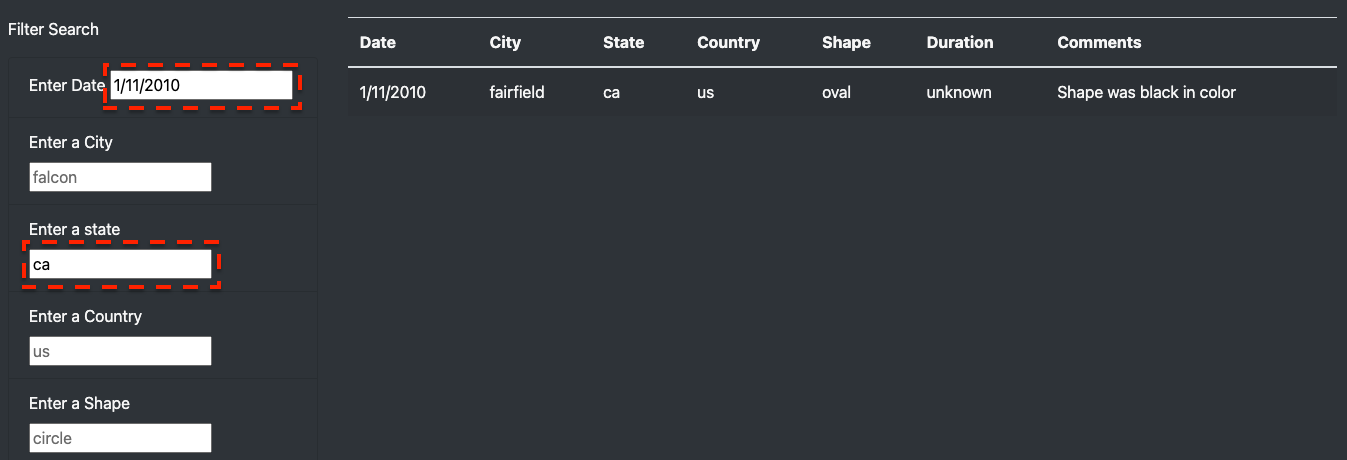 Filter Search
Enter Date 1/11/2010
Enter a City
falcon
Enter a state
ca
Enter a Country
us
Enter a Shape
circle
Date City State Country Shape Duration Comments
1/11/2010 fairfield ca us oval unknown Shape was black in color